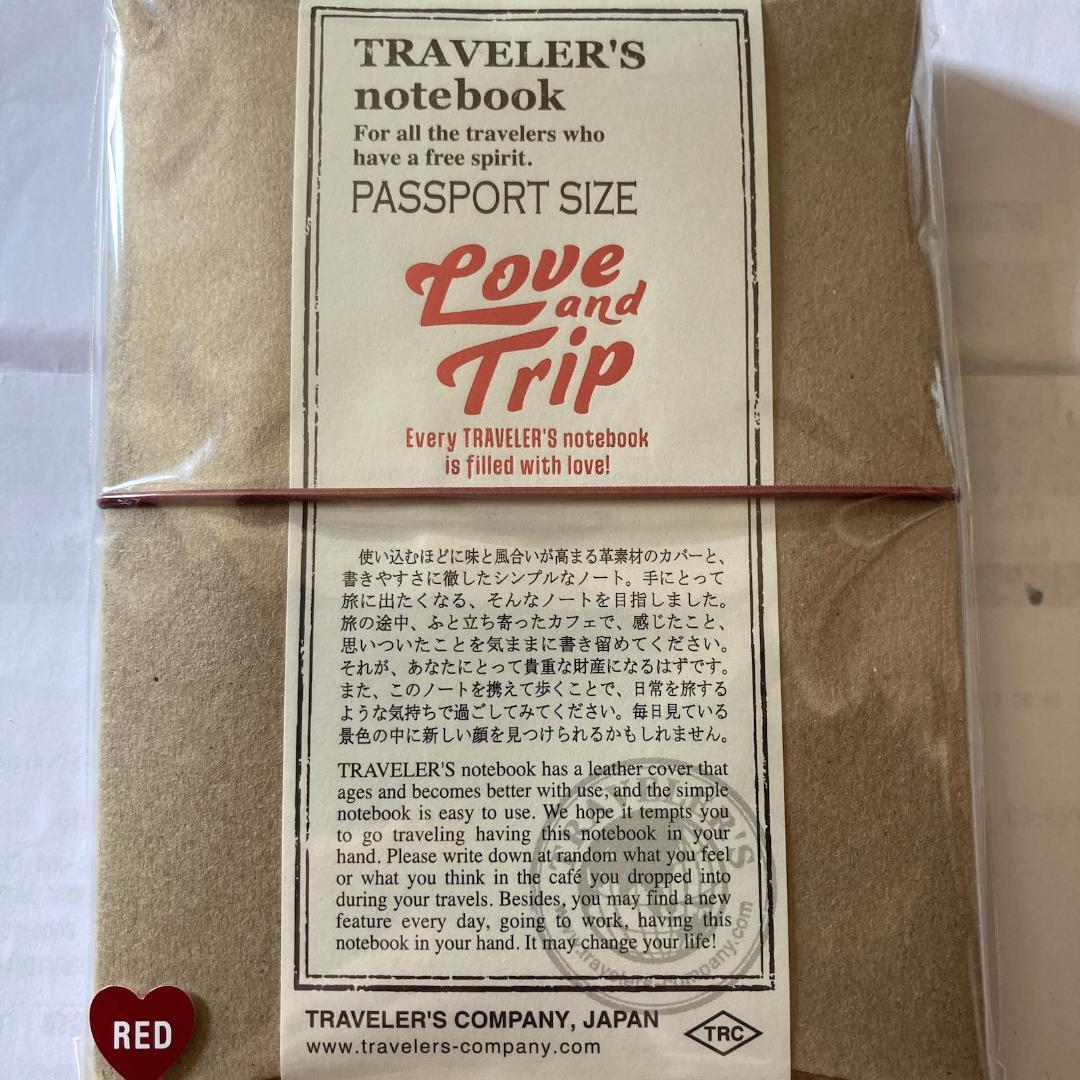 TRAVELER'S
notebook
For all the travelers who
have a free spirit.
PASSPORT SIZE
Love
and
Trip
Every TRAVELER'S notebook
is filled with love!
使い込むほどに味と風合いが高まる革素材のカバーと、
書きやすさに徹したシンプルなノート。手にとって
旅に出たくなる、そんなノートを目指しました。
旅の途中、ふと立ち寄ったカフェで、感じたこと、
思いついたことを気ままに書き留めてください。
それが、あなたにとって貴重な財産になるはずです。
また、このノートを携えて歩くことで、日常を旅する
ような気持ちで過ごしてみてください。毎日見ている
景色の中に新しい顔を見つけられるかもしれません。
TRAVELER'S notebook has a leather cover that
ages and becomes better with use, and the simple
notebook is easy to use. We hope it tempts you
to go traveling having this notebook in your
hand. Please write down at random what you feel
or what you think in the café you dropped into
during your travels. Besides, you may find a new
feature every day, going to work, having this
notebook in your hand. It may change your life!
TRAVELER'S
www.travelers-company.com
TRAVELER'S COMPANY, JAPAN
TRC
www.travelers-company.com
RED